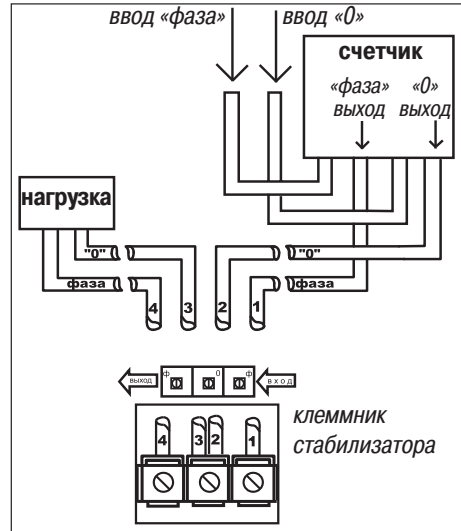 ввод «фаза» ввод «0»
счетчик
«фаза» «0»
выход выход
нагрузка
"0" "0"
фаза фаза
4 3 2 1
ф 0 ф
выход вход
4 3 2 1
клеммник
стабилизатора